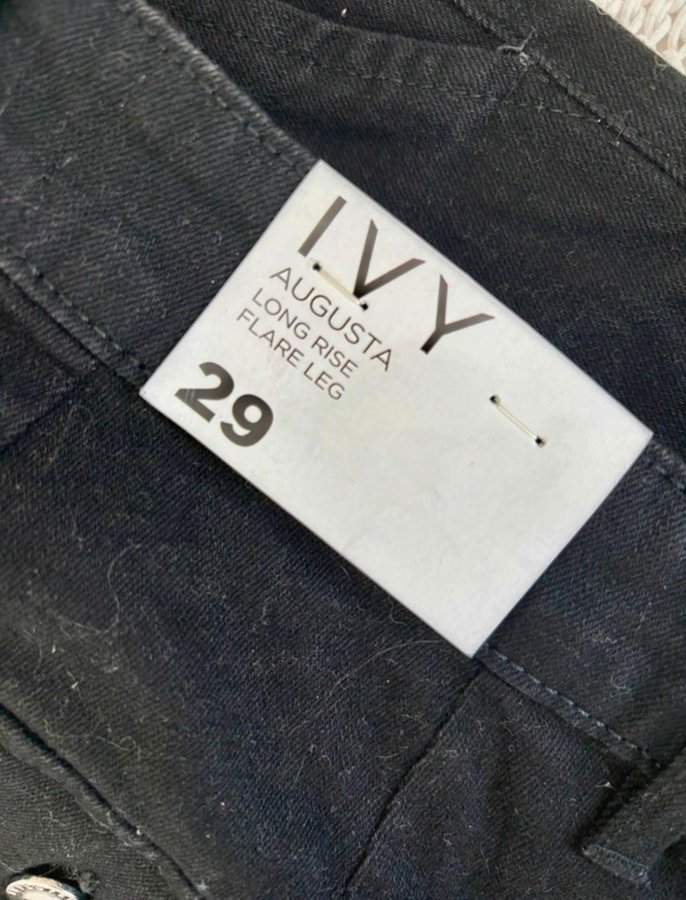 IVY
AUGUSTA
LONG RISE
FLARE LEG
29